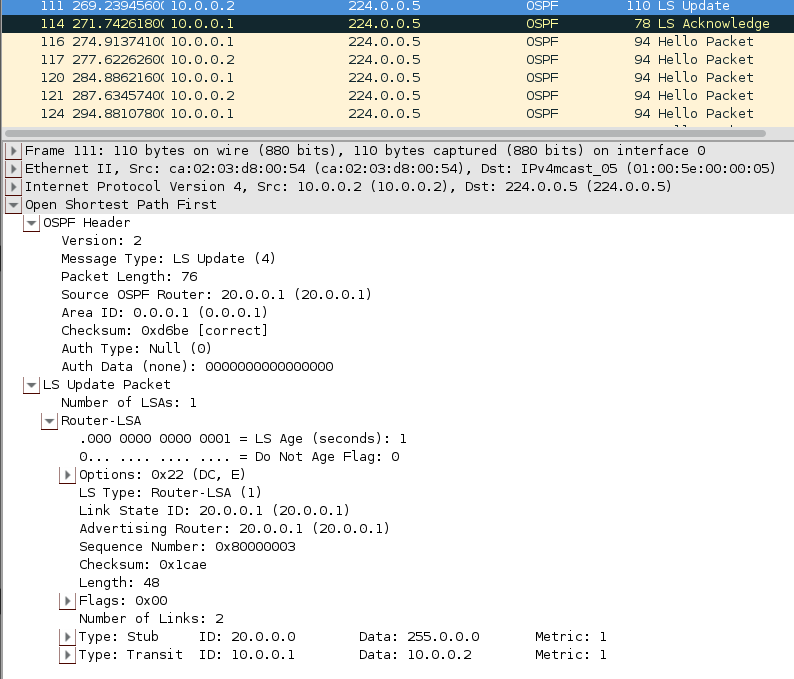 111 269.23945600 10.0.0.2 224.0.0.5 OSPF 110 LS Update
114 271.74261800 10.0.0.1 224.0.0.5 OSPF 78 LS Acknowledge
116 274.91374100 10.0.0.1 224.0.0.5 OSPF 94 Hello Packet
117 277.62262600 10.0.0.2 224.0.0.5 OSPF 94 Hello Packet
120 284.88621600 10.0.0.1 224.0.0.5 OSPF 94 Hello Packet
121 287.63457400 10.0.0.2 224.0.0.5 OSPF 94 Hello Packet
124 294.88107800 10.0.0.1 224.0.0.5 OSPF 94 Hello Packet
Frame 111: 110 bytes on wire (880 bits), 110 bytes captured (880 bits) on interface 0
Ethernet II, Src: ca:02:03:d8:00:54 (ca:02:03:d8:00:54), Dst: IPv4mcast_05 (01:00:5e:00:00:05)
Internet Protocol Version 4, Src: 10.0.0.2 (10.0.0.2), Dst: 224.0.0.5 (224.0.0.5)
Open Shortest Path First
OSPF Header
Version: 2
Message Type: LS Update (4)
Packet Length: 76
Source OSPF Router: 20.0.0.1 (20.0.0.1)
Area ID: 0.0.0.1 (0.0.0.1)
Checksum: 0xd6be [correct]
Auth Type: Null (0)
Auth Data (none): 0000000000000000
LS Update Packet
Number of LSAs: 1
Router-LSA
.000 0000 0000 0001 = LS Age (seconds): 1
0... .... .... .... = Do Not Age Flag: 0
Options: 0x22 (DC, E)
LS Type: Router-LSA (1)
Link State ID: 20.0.0.1 (20.0.0.1)
Advertising Router: 20.0.0.1 (20.0.0.1)
Sequence Number: 0x80000003
Checksum: 0x1cae
Length: 48
Flags: 0x00
Number of Links: 2
Type: Stub ID: 20.0.0.0 Data: 255.0.0.0 Metric: 1
Type: Transit ID: 10.0.0.1 Data: 10.0.0.2 Metric: 1